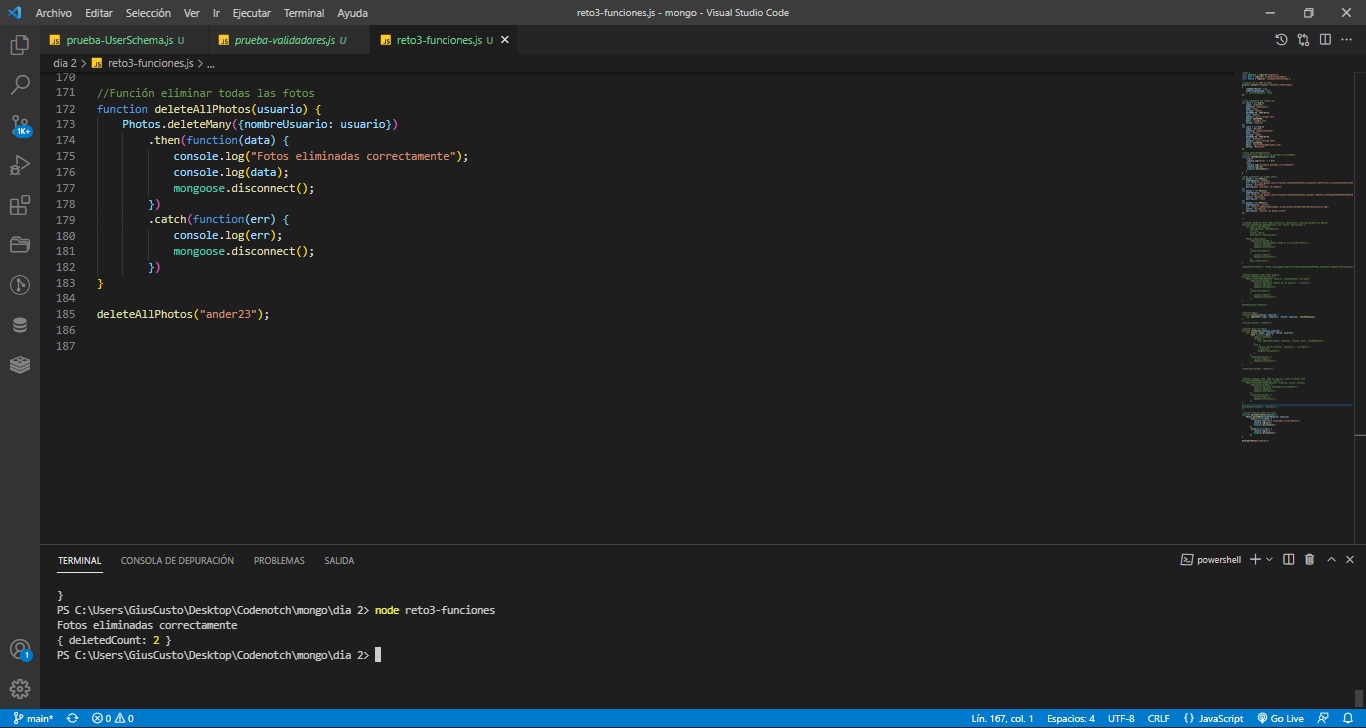 Archivo Editar Selección Ver Ir Ejecutar Terminal Ayuda reto3-funciones.js - mongo - Visual Studio Code
JS prueba-UserSchema.js U JS prueba-validadores.js U JS reto3-funciones.js U
dia 2 > JS reto3-funciones.js > ...
170
171 //Función eliminar todas las fotos
172 function deleteAllPhotos(usuario) {
173     Photos.deleteMany({nombreUsuario: usuario})
174         .then(function(data) {
175             console.log("Fotos eliminadas correctamente");
176             console.log(data);
177             mongoose.disconnect();
178         })
179         .catch(function(err) {
180             console.log(err);
181             mongoose.disconnect();
182         })
183 }
184
185 deleteAllPhotos("ander23");
186
187
1K+
TERMINAL CONSOLA DE DEPURACIÓN PROBLEMAS SALIDA powershell
}
PS C:\Users\GiusCusto\Desktop\Codenotch\mongo\dia 2> node reto3-funciones
Fotos eliminadas correctamente
{ deletedCount: 2 }
PS C:\Users\GiusCusto\Desktop\Codenotch\mongo\dia 2>
1
main* 0 0 Lín. 167, col. 1 Espacios: 4 UTF-8 CRLF {} JavaScript Go Live